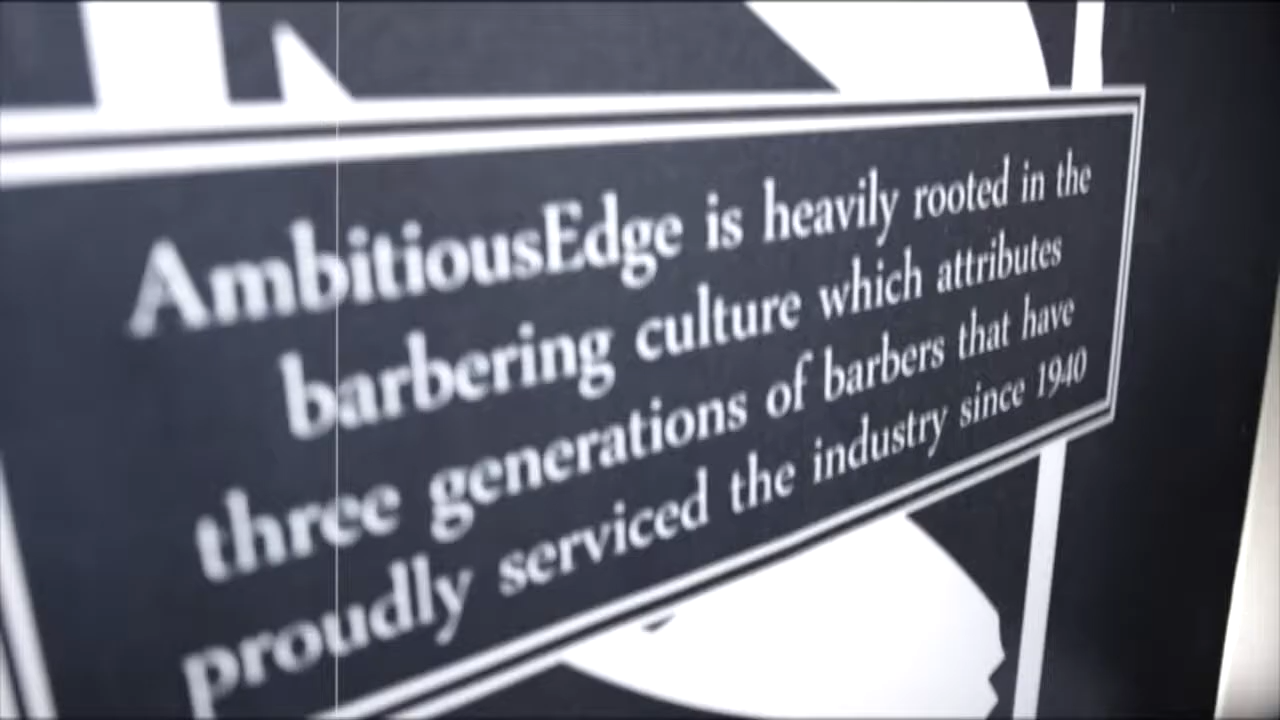 AmbitiousEdge is heavily rooted in the
barbering culture which attributes
three generations of barbers that have
proudly serviced the industry since 1940